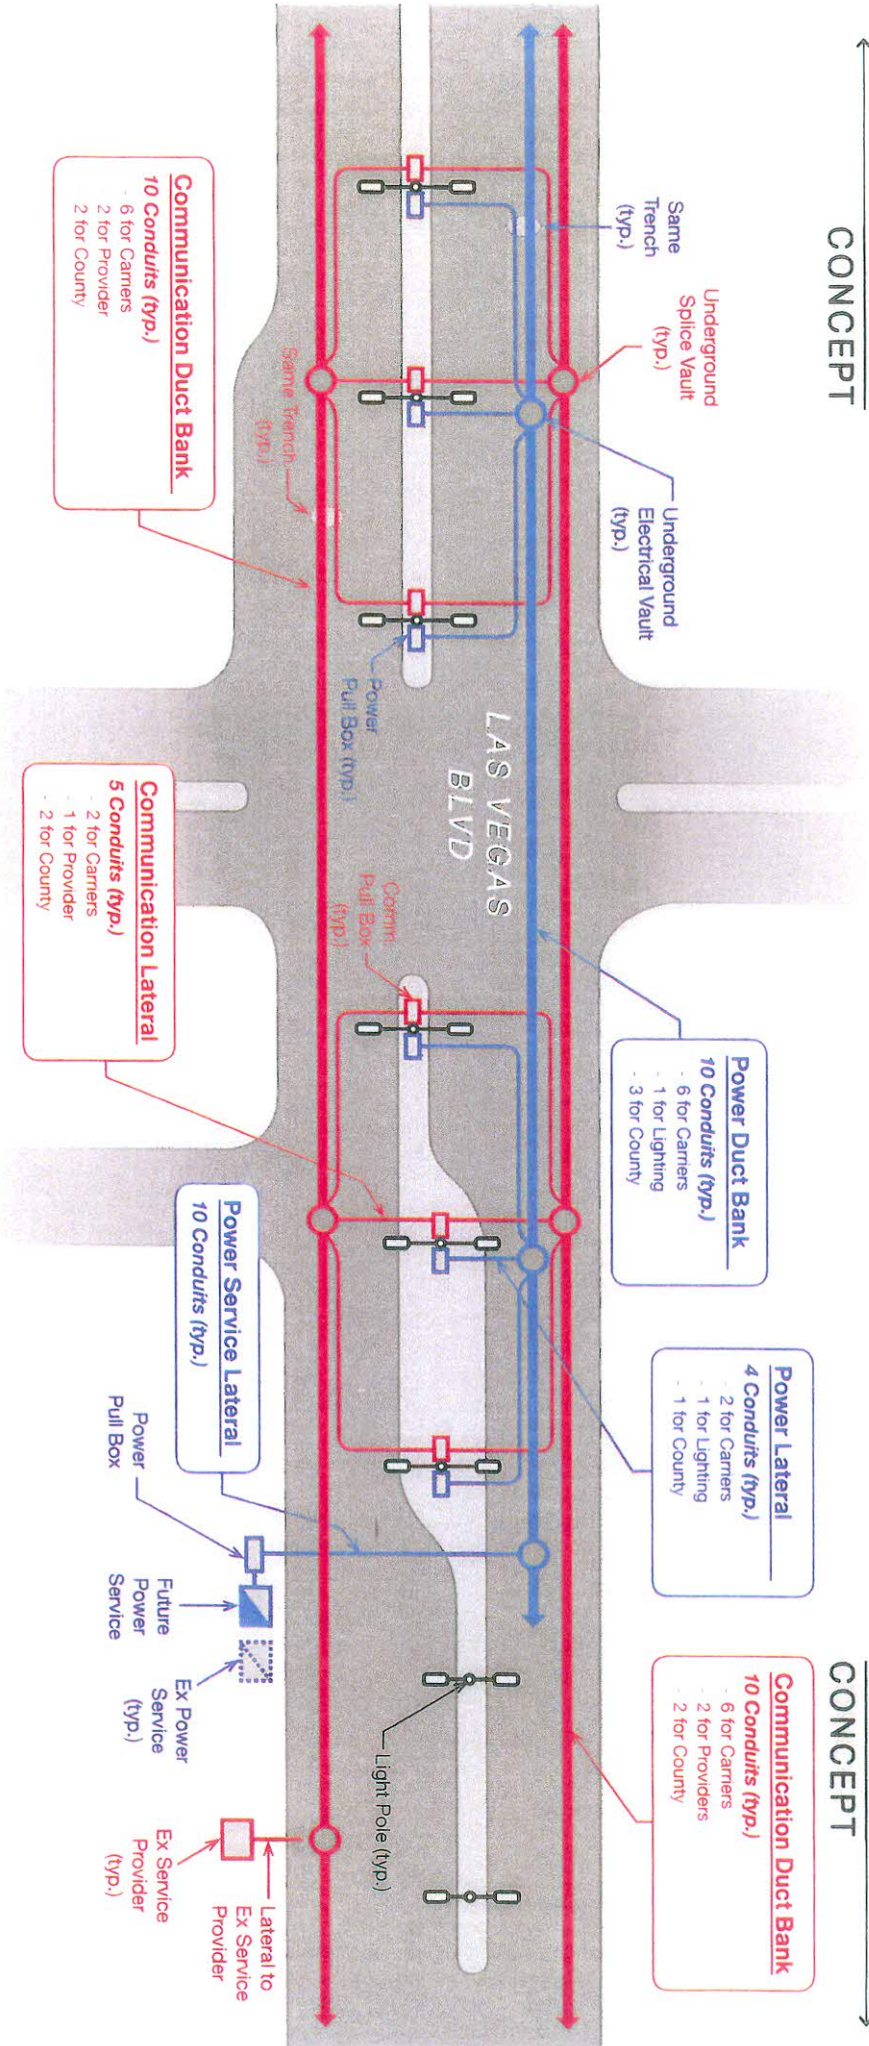 CONCEPT
CONCEPT
Communication Duct Bank
10 Conduits (typ.)
- 6 for Carriers
- 2 for Providers
- 2 for County
Power Lateral
4 Conduits (typ.)
- 2 for Carriers
- 1 for Lighting
- 1 for County
Power Duct Bank
10 Conduits (typ.)
- 6 for Carriers
- 1 for Lighting
- 3 for County
Underground
Splice Vault
(typ.)
Underground
Electrical Vault
(typ.)
Same
Trench
(typ.)
LAS VEGAS
BLVD
Power
Pull Box (typ.)
Comm.
Pull Box
(typ.)
Light Pole (typ.)
Same Trench
(typ.)
Communication Duct Bank
10 Conduits (typ.)
- 6 for Carriers
2 for Provider
2 for County
Communication Lateral
5 Conduits (typ.)
- 2 for Carriers
- 1 for Provider
- 2 for County
Power Service Lateral
10 Conduits (typ.)
Power
Pull Box
Future
Power
Service
Ex Power
Service
(typ.)
Ex Service
Provider
(typ.)
Lateral to
Ex Service
Provider